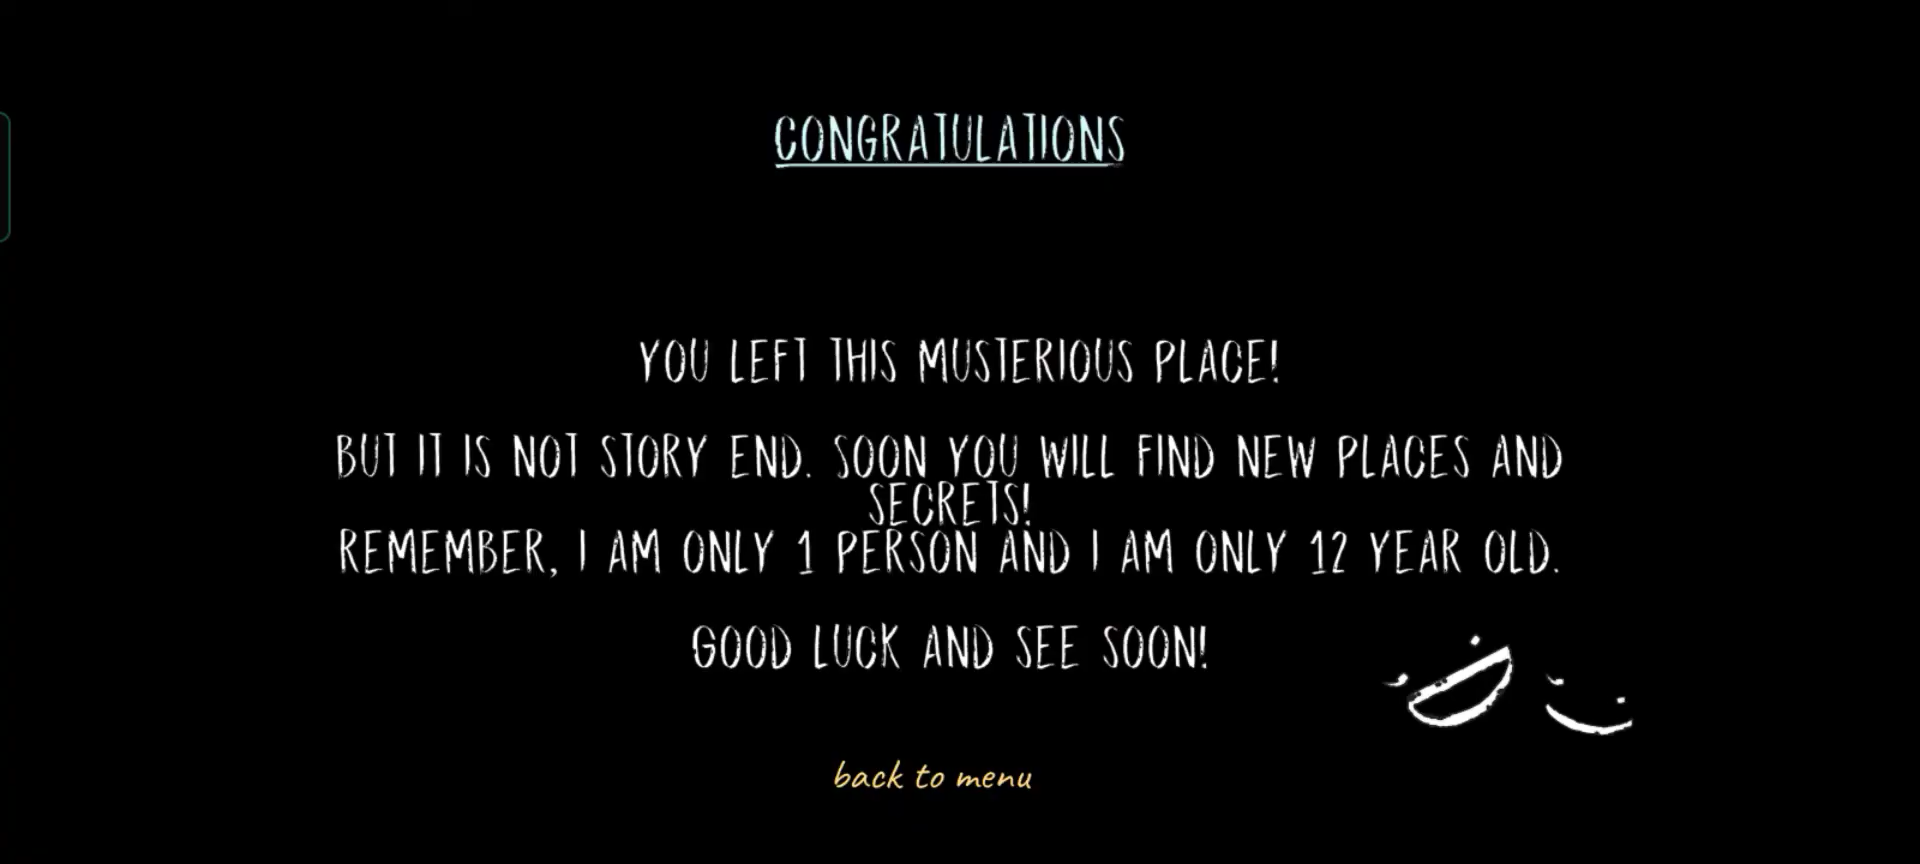 CONGRATULATIONS
YOU LEFT THIS MUSTERIOUS PLACE!
BUT IT IS NOT STORY END. SOON YOU WILL FIND NEW PLACES AND
SECRETS!
REMEMBER, I AM ONLY 1 PERSON AND I AM ONLY 12 YEAR OLD.
GOOD LUCK AND SEE SOON!
back to menu